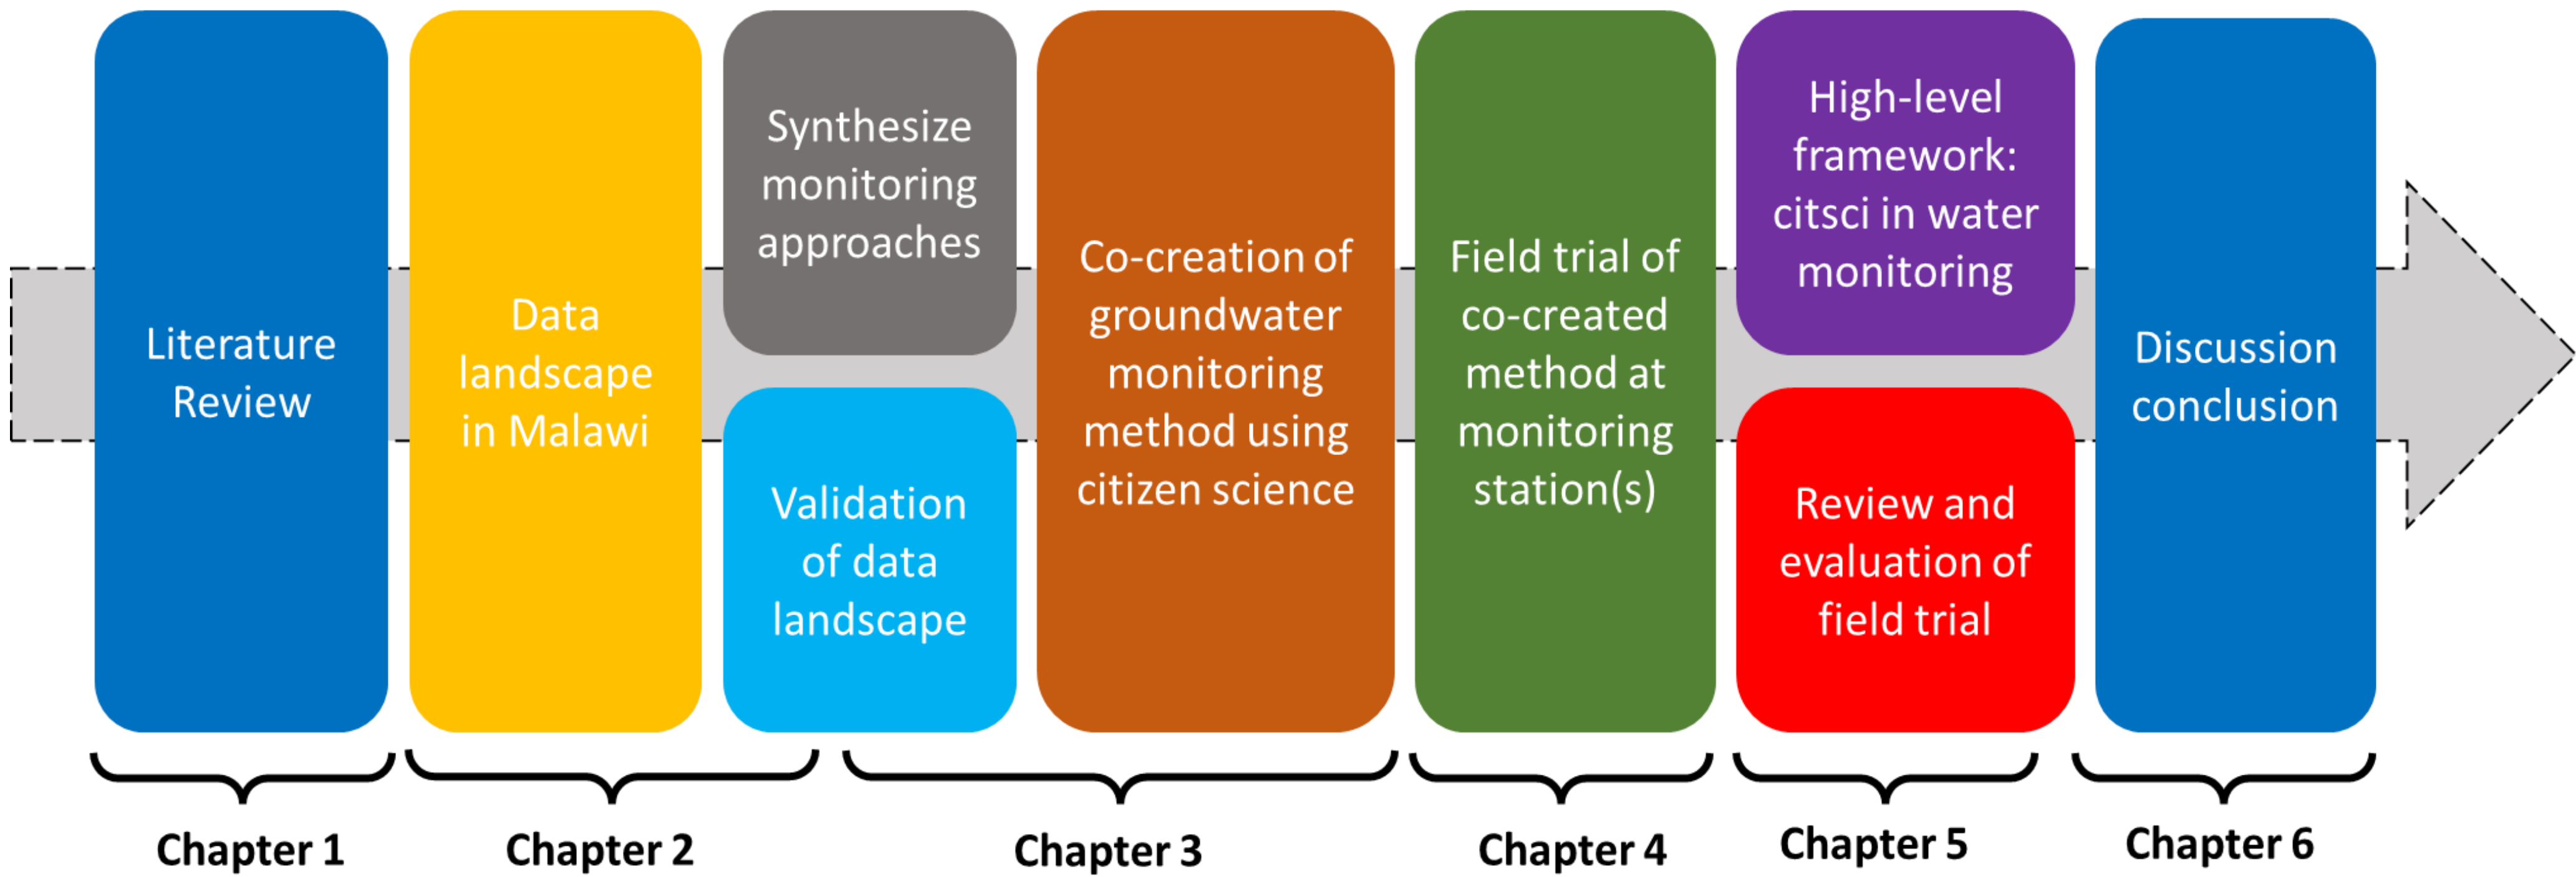 Literature
Review
Data
landscape
in Malawi
Synthesize
monitoring
approaches
Validation
of data
landscape
Co-creation of
groundwater
monitoring
method using
citizen science
Field trial of
co-created
method at
monitoring
station(s)
High-level
framework:
citsci in water
monitoring
Review and
evaluation of
field trial
Discussion
conclusion
Chapter 1
Chapter 2
Chapter 3
Chapter 4
Chapter 5
Chapter 6